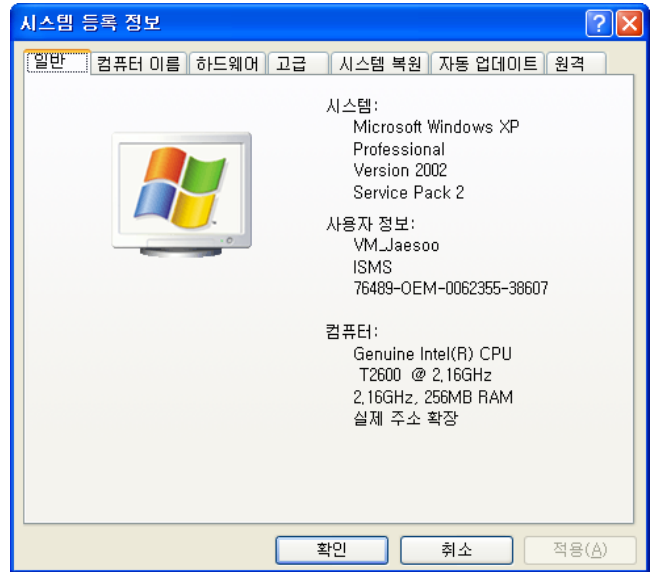 시스템 등록 정보
일반 컴퓨터 이름 하드웨어 고급 시스템 복원 자동 업데이트 원격
시스템:
Microsoft Windows XP
Professional
Version 2002
Service Pack 2
사용자 정보:
VM_Jaesoo
ISMS
76489-OEM-0062355-38607
컴퓨터:
Genuine Intel(R) CPU
T2600 @ 2,16GHz
2,16GHz, 256MB RAM
실제 주소 확장
확인 취소 적용(A)